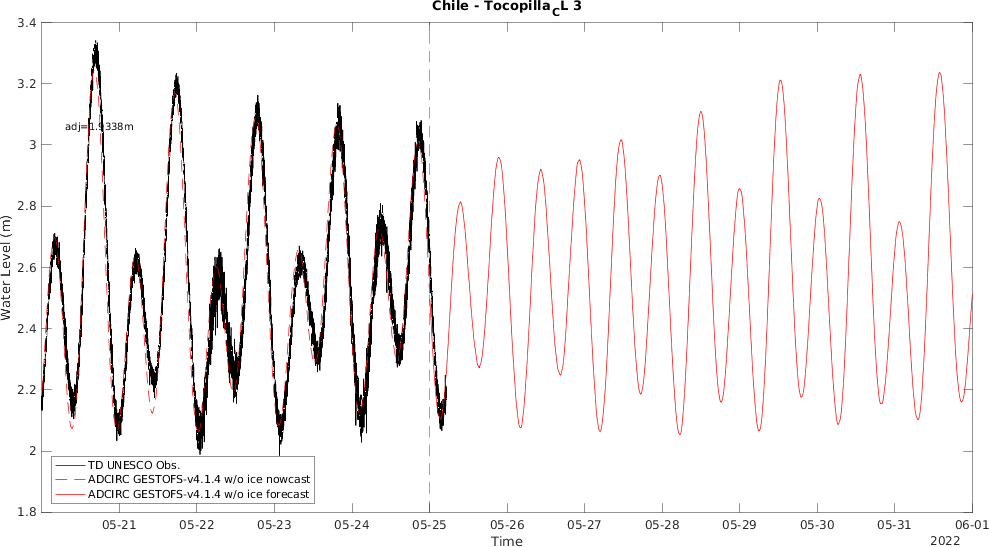 Chile - Tocopilla_CL 3
3.4
3.2
3
2.8
2.6
2.4
2.2
2
1.8
Water Level (m)
adj=1.9338m
TD UNESCO Obs.
ADCIRC GESTOFS-v4.1.4 w/o ice nowcast
ADCIRC GESTOFS-v4.1.4 w/o ice forecast
05-21 05-22 05-23 05-24 05-25 05-26 05-27 05-28 05-29 05-30 05-31 06-01
Time
2022